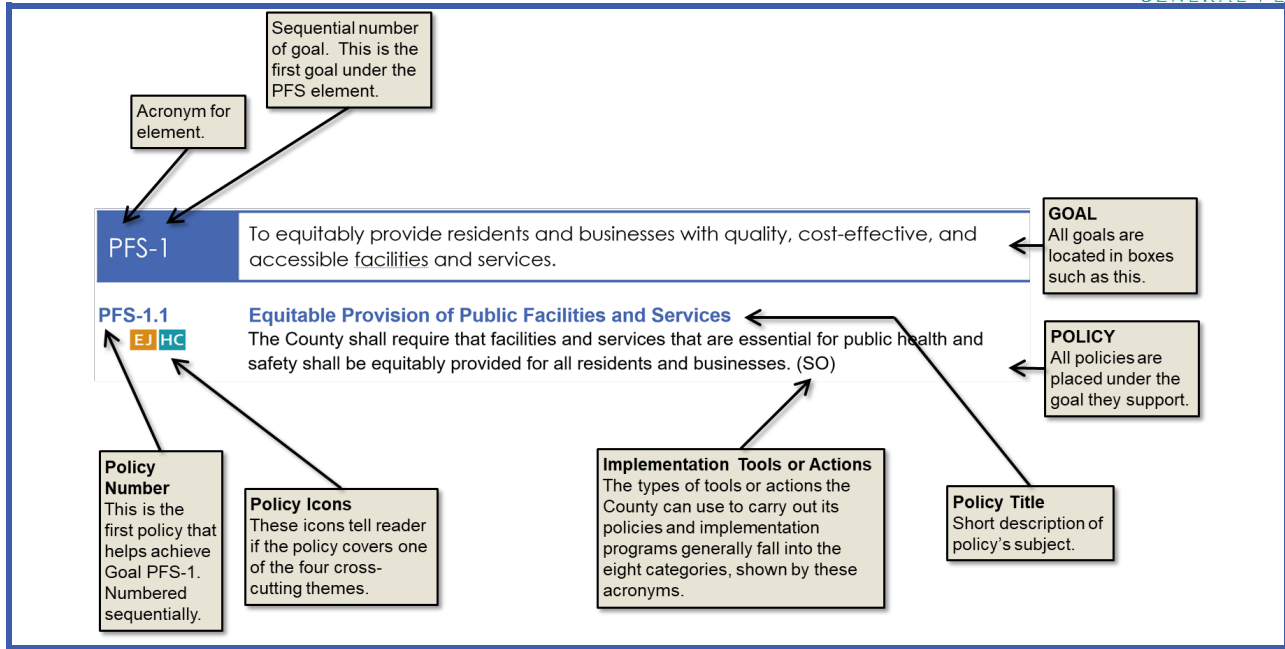 Sequential number
of goal. This is the
first goal under the
PFS element.
Acronym for
element.
PFS-1
To equitably provide residents and businesses with quality, cost-effective, and
accessible facilities and services.
GOAL
All goals are
located in boxes
such as this.
PFS-1.1
EJ HC
Equitable Provision of Public Facilities and Services
The County shall require that facilities and services that are essential for public health and
safety shall be equitably provided for all residents and businesses. (SO)
POLICY
All policies are
placed under the
goal they support.
Policy
Number
This is the
first policy that
helps achieve
Goal PFS-1.
Numbered
sequentially.
Policy Icons
These icons tell reader
if the policy covers one
of the four cross-
cutting themes.
Implementation Tools or Actions
The types of tools or actions the
County can use to carry out its
policies and implementation
programs generally fall into the
eight categories, shown by these
acronyms.
Policy Title
Short description of
policy's subject.